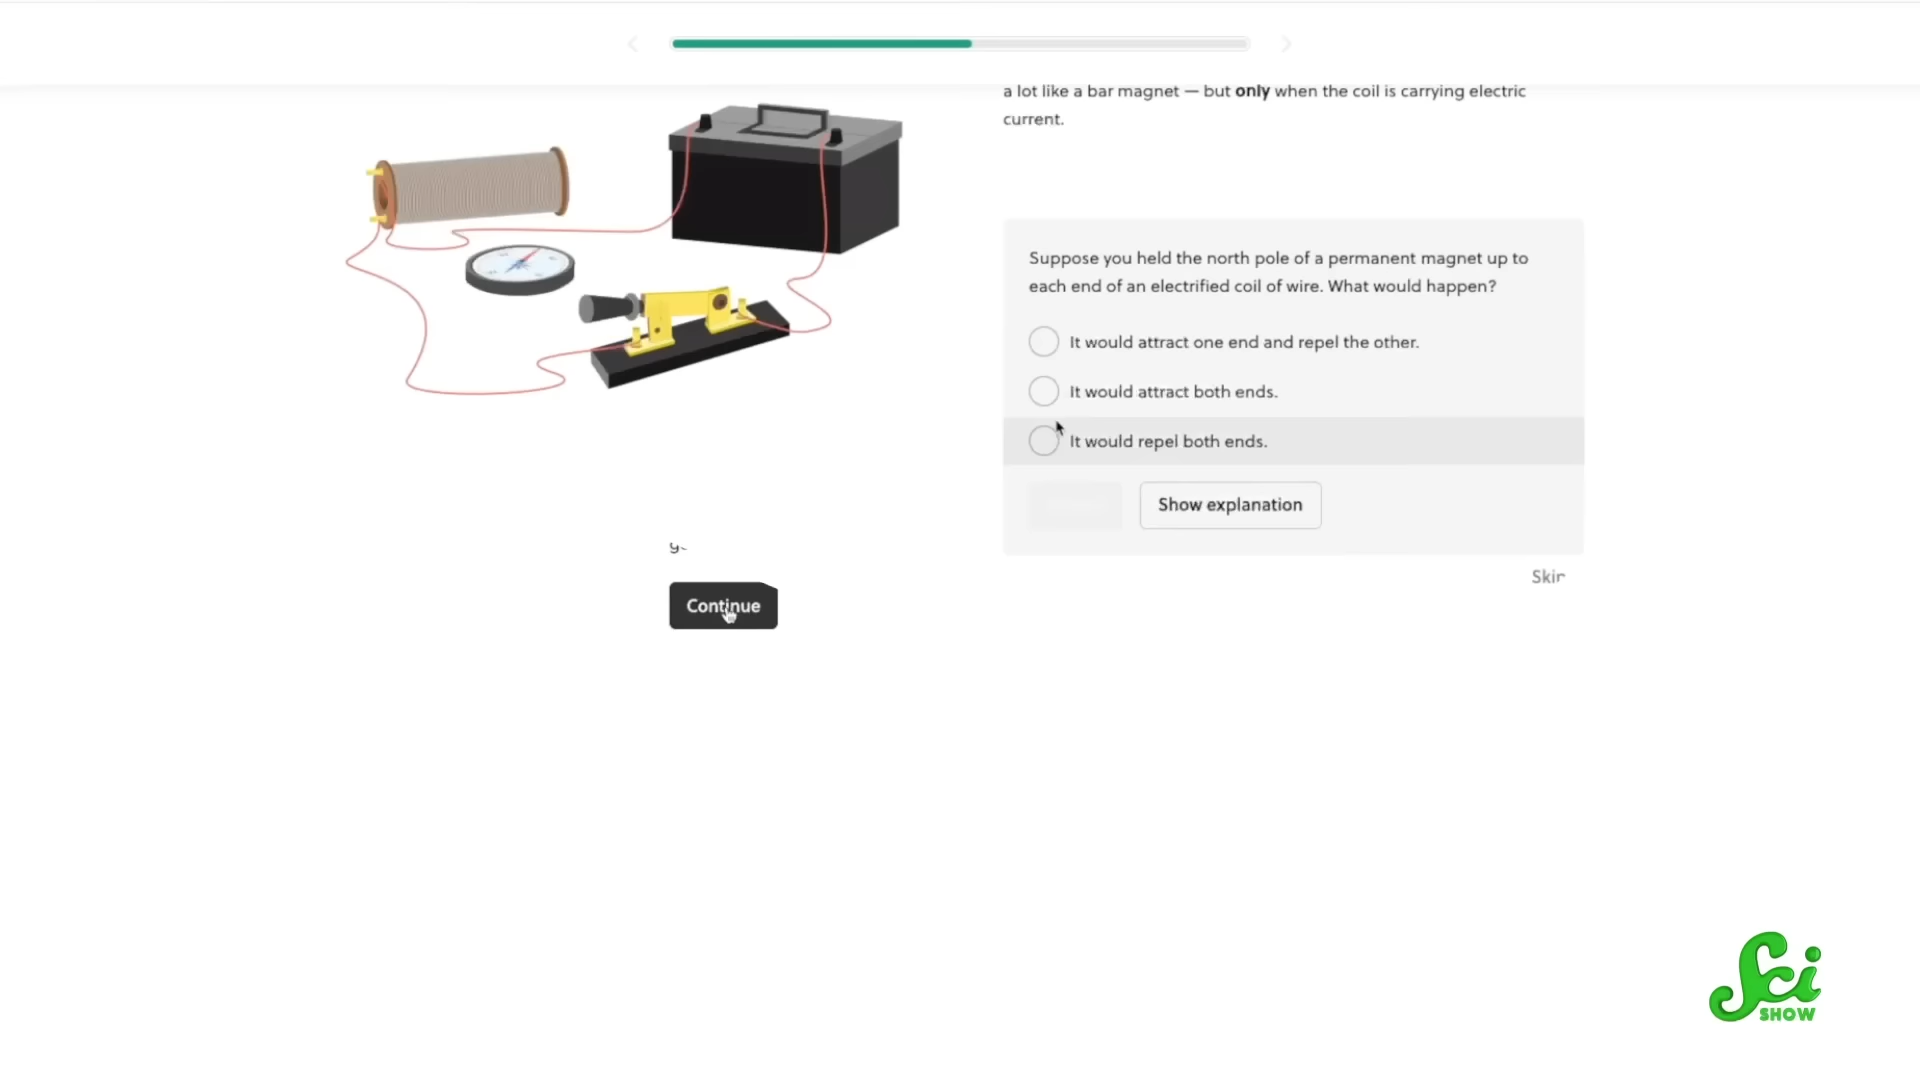 a lot like a bar magnet — but only when the coil is carrying electric
current.
Suppose you held the north pole of a permanent magnet up to
each end of an electrified coil of wire. What would happen?
It would attract one end and repel the other.
It would attract both ends.
It would repel both ends.
Show explanation
Continue
Sci
SHOW